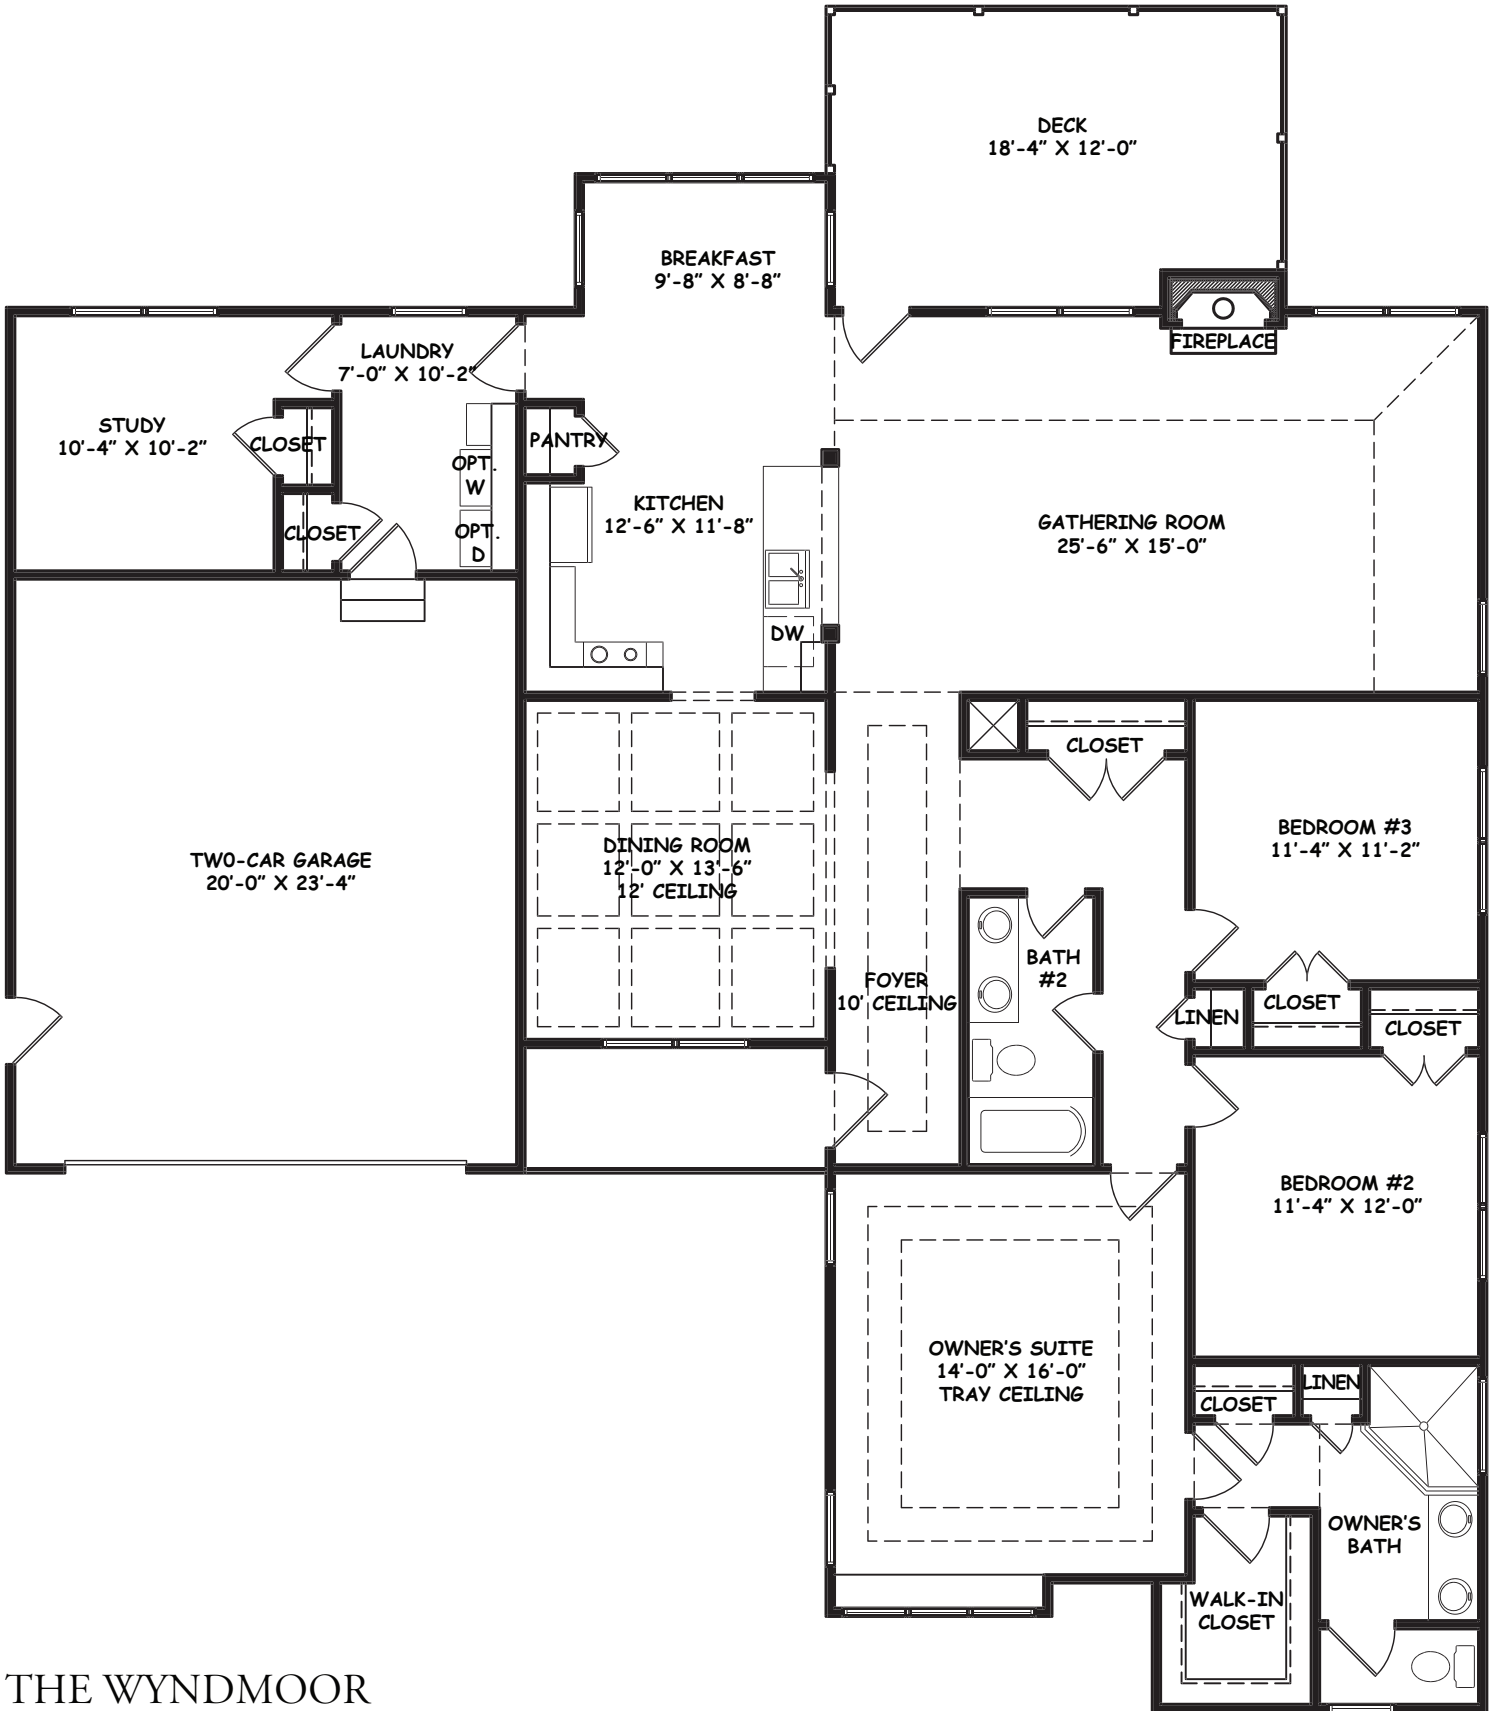 DECK
18'-4" X 12'-0"
BREAKFAST
9'-8" X 8'-8"
FIREPLACE
LAUNDRY
7'-0" X 10'-2"
STUDY
10'-4" X 10'-2"
CLOSET
PANTRY
OPT.
W
KITCHEN
12'-6" X 11'-8"
GATHERING ROOM
25'-6" X 15'-0"
CLOSET
OPT.
D
DW
CLOSET
BEDROOM #3
11'-4" X 11'-2"
DINING ROOM
12'-0" X 13'-6"
12' CEILING
TW0-CAR GARAGE
20'-0" X 23'-4"
BATH
#2
FOYER
10' CEILING
LINEN
CLOSET
CLOSET
BEDROOM #2
11'-4" X 12'-0"
OWNER'S SUITE
14'-0" X 16'-0"
TRAY CEILING
CLOSET
LINEN
OWNER'S
BATH
WALK-IN
CLOSET
THE WYNDMOOR